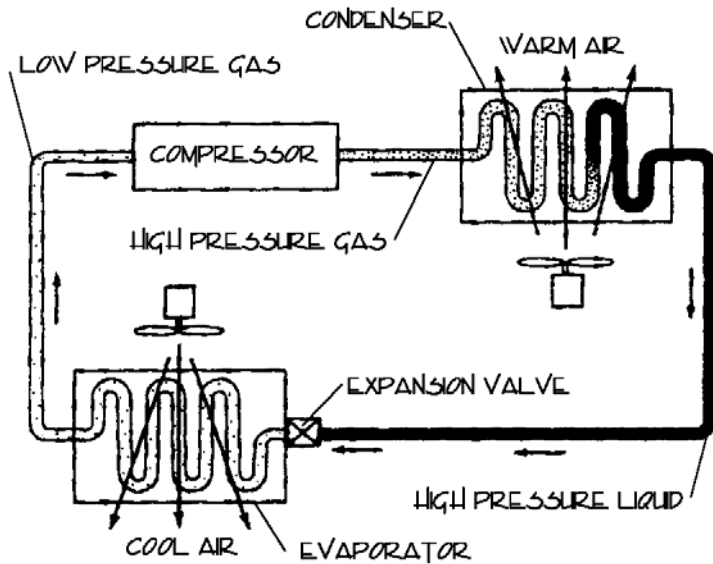 CONDENSER
WARM AIR
LOW PRESSURE GAS
COMPRESSOR
HIGH PRESSURE GAS
EXPANSION VALVE
HIGH PRESSURE LIQUID
COOL AIR
EVAPORATOR